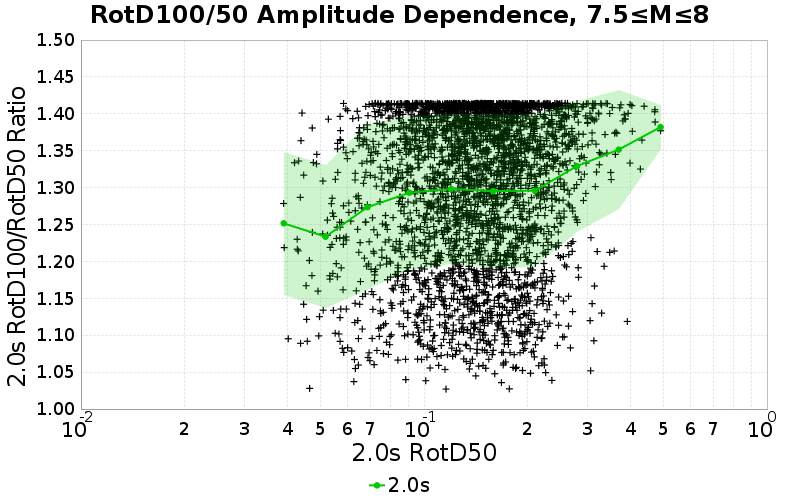 RotD100/50 Amplitude Dependence, 7.5≤M≤8
2.0s RotD100/RotD50 Ratio
1.50
1.45
1.40
1.35
1.30
1.25
1.20
1.15
1.10
1.05
1.00
10-2 2 3 4 5 6 7 10-1 2 3 4 5 6 7 100
2.0s RotD50
2.0s